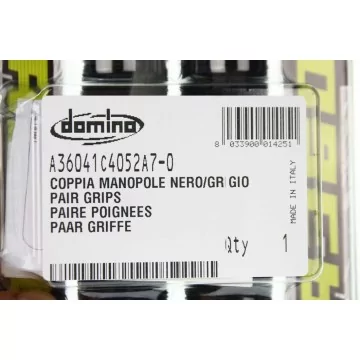 domino
8 033900 014251
A36041C4052A7-0
COPPIA MANOPOLE NERO/GRIGIO
PAIR GRIPS
PAIRE POIGNEES
PAAR GRIFFE
Qty 1
MADE IN ITALY